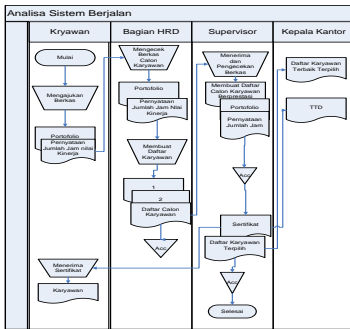 Analisa Sistem Berjalan
Kryawan
Bagian HRD
Supervisor
Kepala Kantor
Mulai
Mengajukan
Berkas
Portofolio
Pernyataan
Jumlah Jam nilai
Kinerja
Menerima
Sertifikat
Karyawan
Mengecek
Berkas
Calon
Karyawan
Portofolio
Pernyataan
Jumlah Jam Nilai
Kinerja
Membuat
Daftar
Karyawan
1
2
Daftar Calon
Karyawan
Acc
Menerima
dan
Pengecekan
Berkas
Membuat Daftar
Calon Karyawan
Portofolio
Pernyataan
Jumlah Jam
Acc
Sertifikat
Daftar Karyawan
Terpilih
Acc
Selesai
Daftar Karyawan
Terbaik Terpilih
TTD